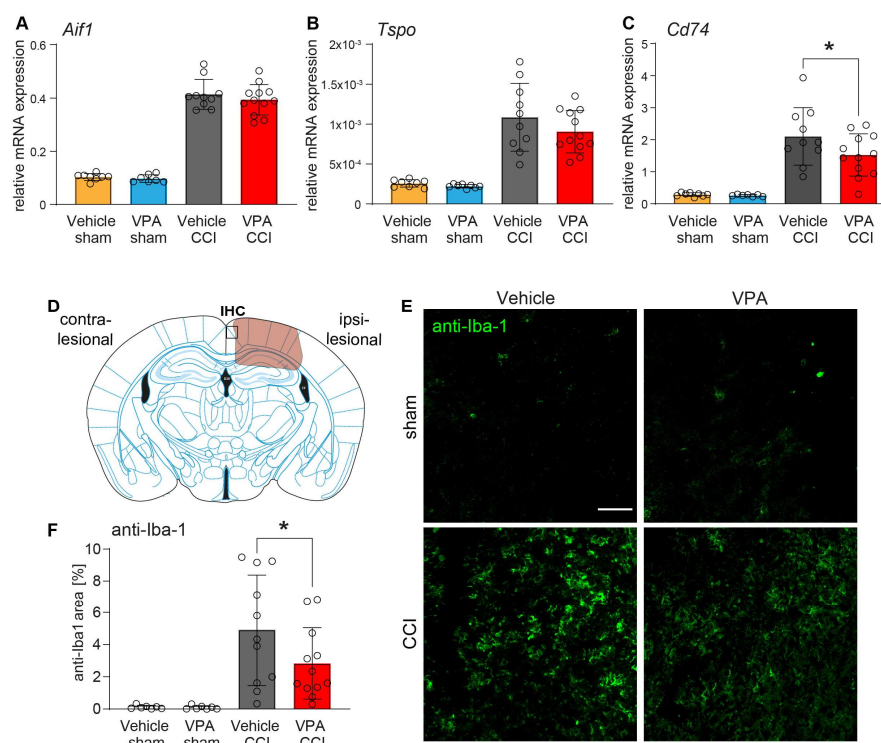 A
Aif1
relative mRNA expression
0.6
0.4
0.2
0
Vehicle
sham
VPA
sham
Vehicle
CCI
VPA
CCI
B
Tspo
relative mRNA expression
2x10⁻³
1.5x10⁻³
1x10⁻³
5x10⁻⁴
0
Vehicle
sham
VPA
sham
Vehicle
CCI
VPA
CCI
C
Cd74
relative mRNA expression
5
4
3
2
1
0
*
Vehicle
sham
VPA
sham
Vehicle
CCI
VPA
CCI
D
IHC
contra-
lesional
ipsi-
lesional
E
Vehicle
VPA
anti-Iba-1
sham
CCI
F
anti-Iba-1
anti-Iba1 area [%]
10
8
6
4
2
0
*
Vehicle
sham
VPA
sham
Vehicle
CCI
VPA
CCI